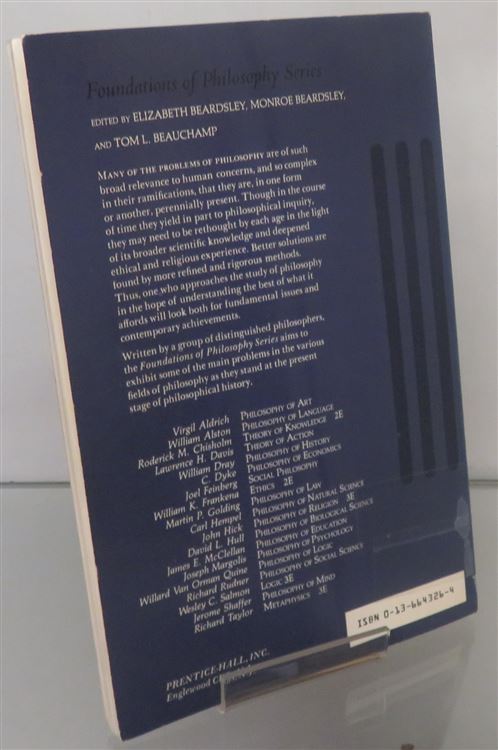 Foundations of Philosophy Series
EDITED BY ELIZABETH BEARDSLEY, MONROE BEARDSLEY,
AND TOM L. BEAUCHAMP
MANY OF THE PROBLEMS OF PHILOSOPHY are of such
broad relevance to human concerns, and so complex
in their ramifications, that they are, in one form
or another, perennially present. Though in the course
of time they yield in part to philosophical inquiry,
they may need to be rethought by each age in the light
of its broader scientific knowledge and deepened
ethical and religious experience. Better solutions are
found by more refined and rigorous methods.
Thus, one who approaches the study of philosophy
in the hope of understanding the best of what it
affords will look both for fundamental issues and
contemporary achievements.
Written by a group of distinguished philosophers,
the Foundations of Philosophy Series aims to
exhibit some of the main problems in the various
fields of philosophy as they stand at the present
stage of philosophical history.
Virgil Aldrich PHILOSOPHY OF ART
William Alston PHILOSOPHY OF LANGUAGE
Roderick M. Chisholm THEORY OF KNOWLEDGE 2E
Lawrence H. Davis THEORY OF ACTION
William Dray PHILOSOPHY OF HISTORY
C. Dyke PHILOSOPHY OF ECONOMICS
Joel Feinberg SOCIAL PHILOSOPHY
William K. Frankena ETHICS 2E
Martin P. Golding PHILOSOPHY OF LAW
Carl Hempel PHILOSOPHY OF NATURAL SCIENCE
John Hick PHILOSOPHY OF RELIGION 3E
David L. Hull PHILOSOPHY OF BIOLOGICAL SCIENCE
James E. McClellan PHILOSOPHY OF EDUCATION
Joseph Margolis PHILOSOPHY OF PSYCHOLOGY
Willard Van Orman Quine PHILOSOPHY OF LOGIC
Richard Rudner PHILOSOPHY OF SOCIAL SCIENCE
Wesley C. Salmon LOGIC 3E
Jerome Shaffer PHILOSOPHY OF MIND
Richard Taylor METAPHYSICS 3E
ISBN 0-13-664326-4
PRENTICE-HALL, INC.
Englewood